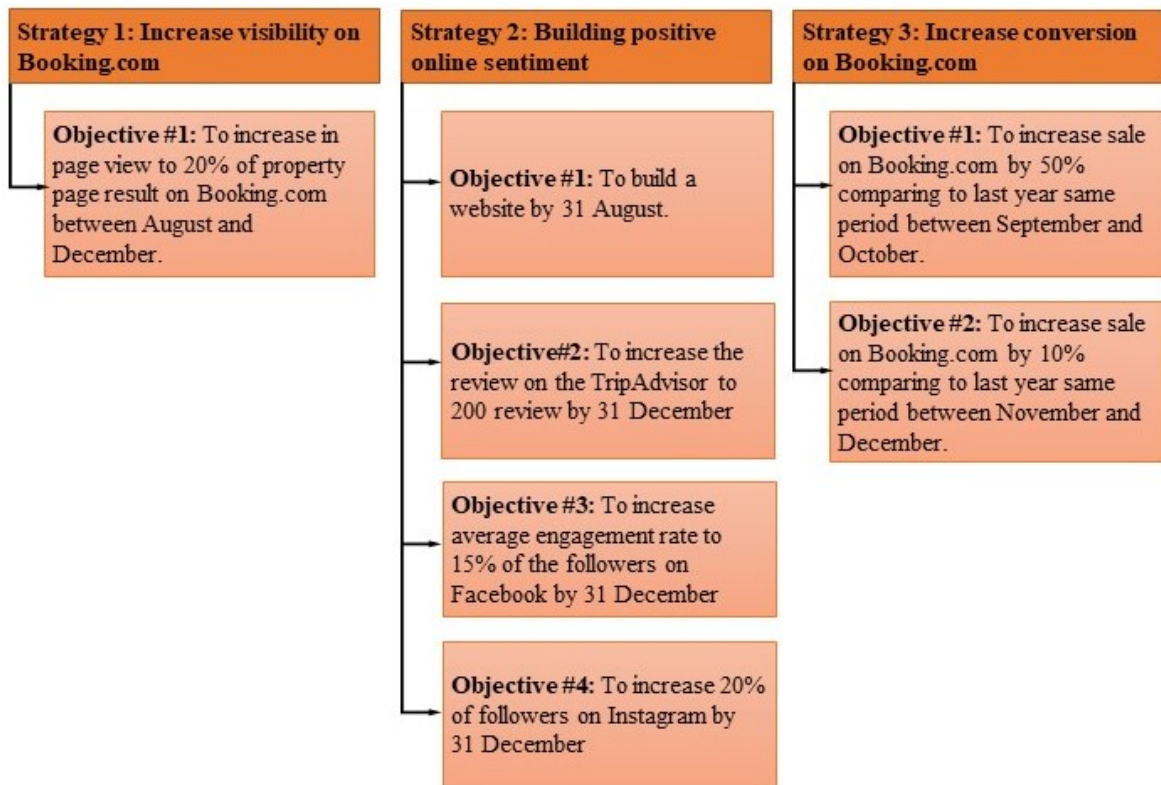 Strategy 1: Increase visibility on
Booking.com
Objective #1: To increase in
page view to 20% of property
page result on Booking.com
between August and
December.
Strategy 2: Building positive
online sentiment
Objective #1: To build a
website by 31 August.
Objective#2: To increase the
review on the TripAdvisor to
200 review by 31 December
Objective #3: To increase
average engagement rate to
15% of the followers on
Facebook by 31 December
Objective #4: To increase 20%
of followers on Instagram by
31 December
Strategy 3: Increase conversion
on Booking.com
Objective #1: To increase sale
on Booking.com by 50%
comparing to last year same
period between September and
October.
Objective #2: To increase sale
on Booking.com by 10%
comparing to last year same
period between November and
December.